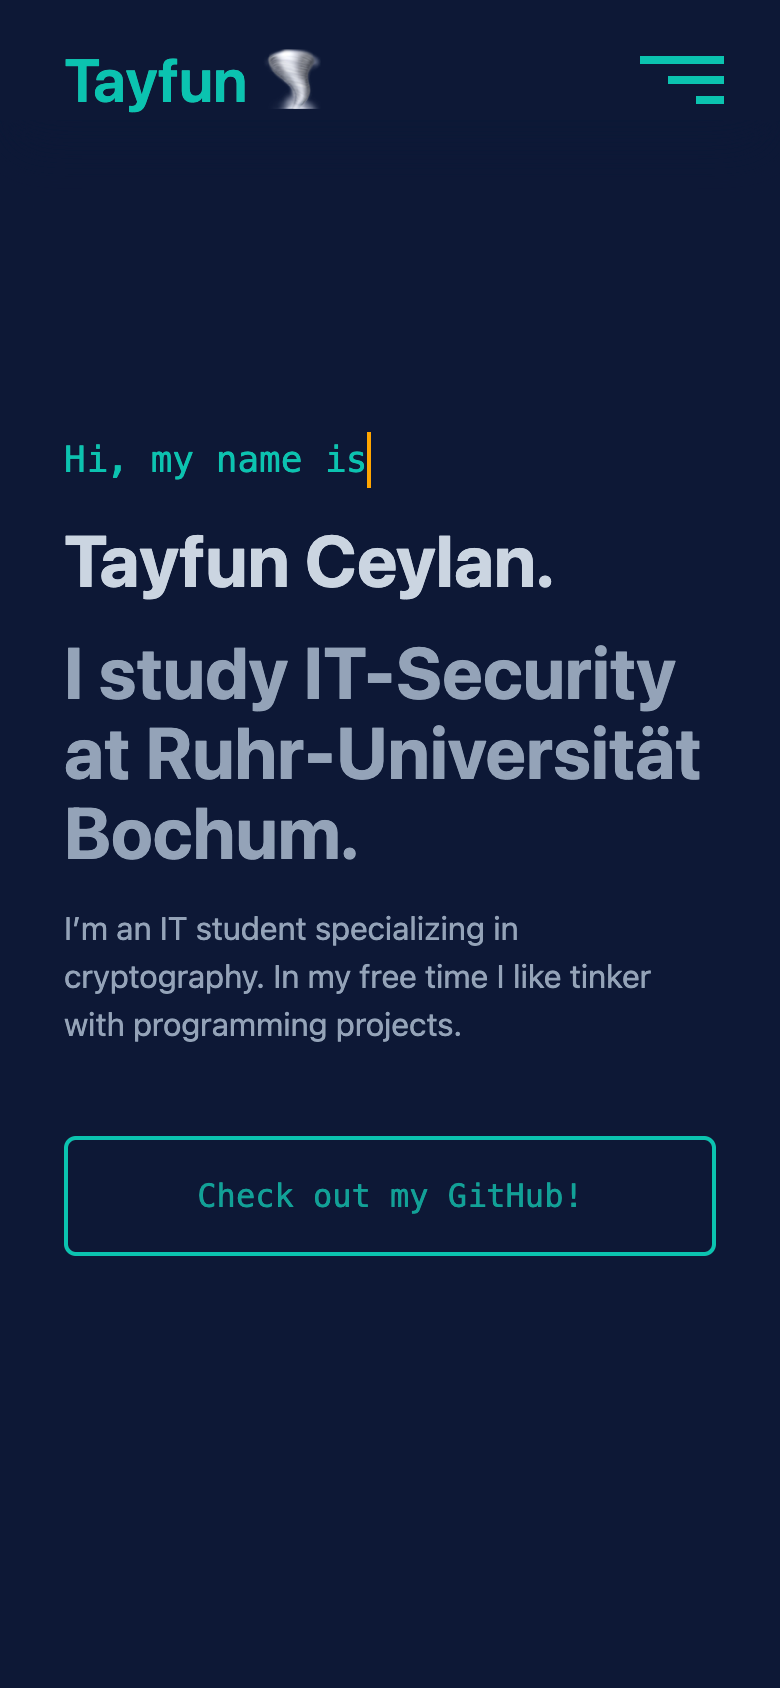 Tayfun 🌪️
Hi, my name is
Tayfun Ceylan.
I study IT-Security
at Ruhr-Universität
Bochum.
I’m an IT student specializing in
cryptography. In my free time I like tinker
with programming projects.
Check out my GitHub!